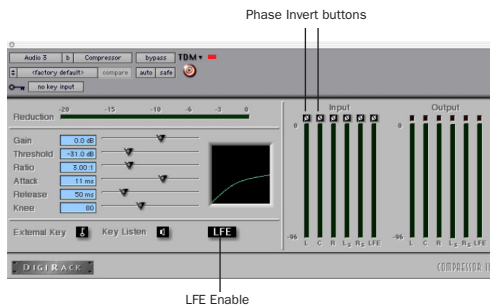 Phase Invert buttons
Audio 3 b Compressor bypass TDM
<factory default> compare auto safe
no key input
Reduction -20 -15 -10 -6 -3 0
Input Output
0 0
Gain 0.0 dB
Threshold -31.0 dB
Ratio 3.00:1
Attack 11 ms
Release 50 ms
Knee 80
External Key Key Listen LFE
-96 -96
L C R Ls Rs LFE L C R Ls Rs LFE
DIGIRACK COMPRESSOR II
LFE Enable